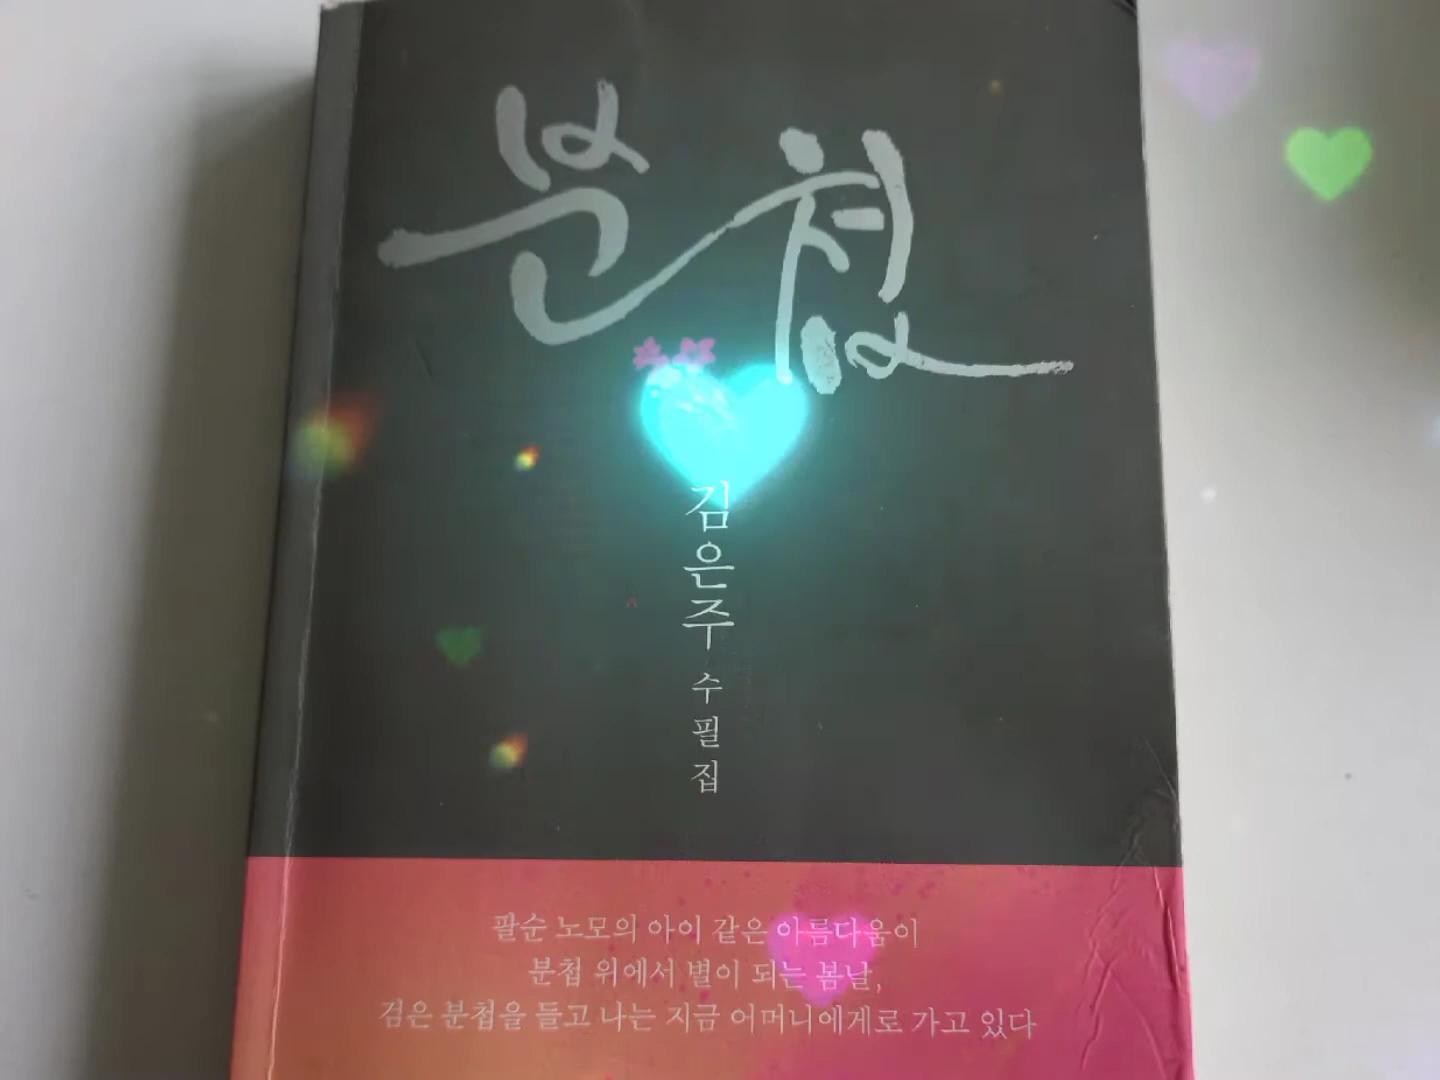 분첩
김은주 수필집
팔순 노모의 아이 같은 아름다움이
분첩 위에서 별이 되는 봄날,
검은 분첩을 들고 나는 지금 어머니에게로 가고 있다